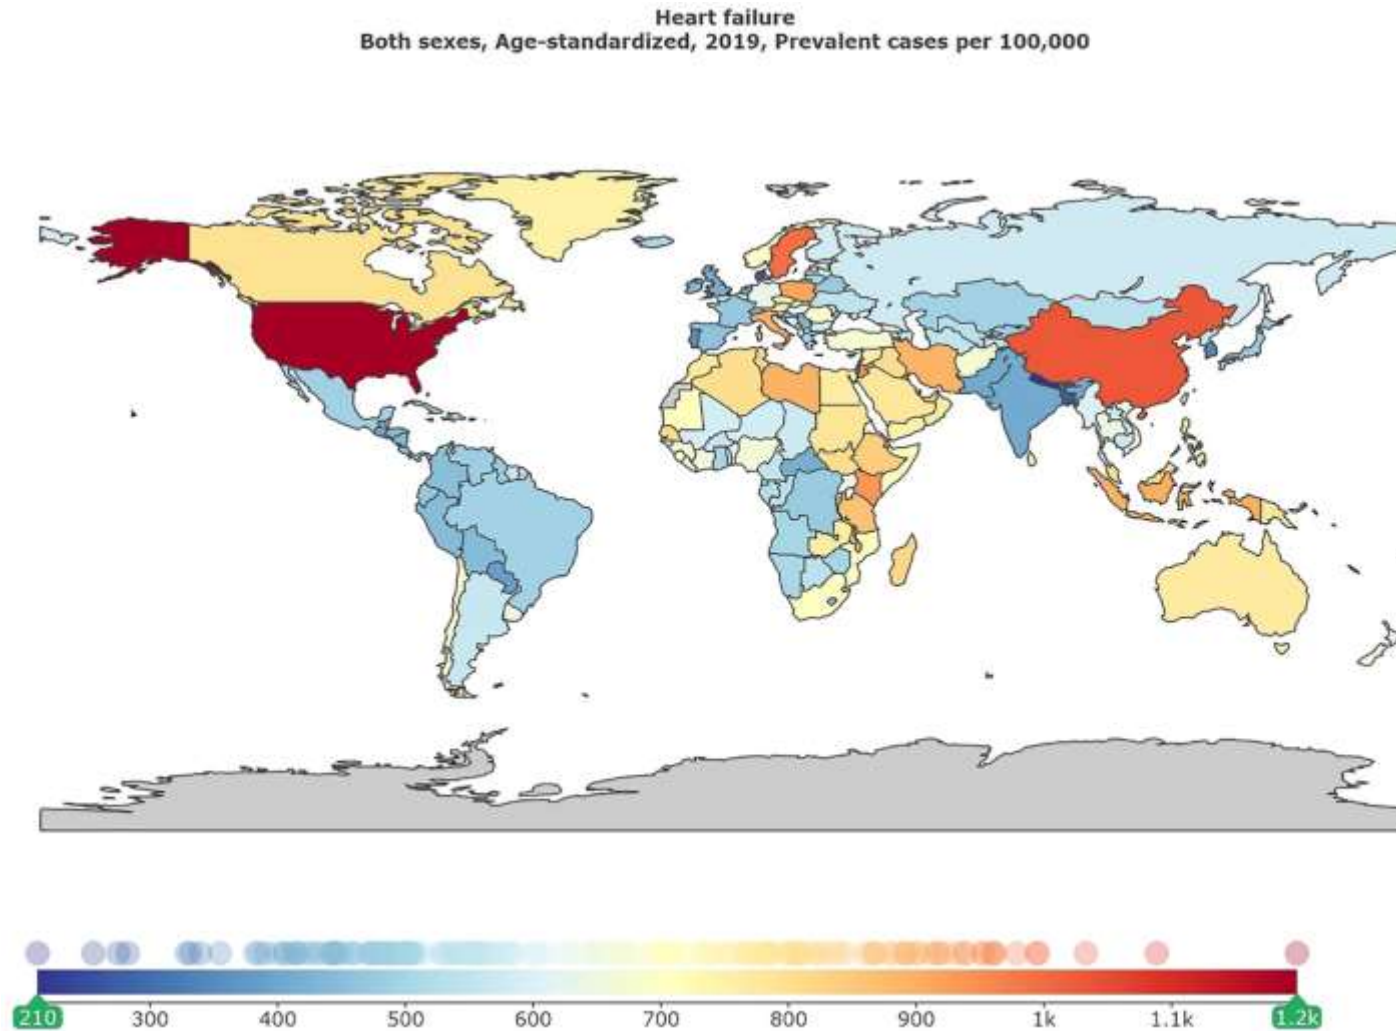 Heart failure
Both sexes, Age-standardized, 2019, Prevalent cases per 100,000
210 300 400 500 600 700 800 900 1k 1.1k 1.2k